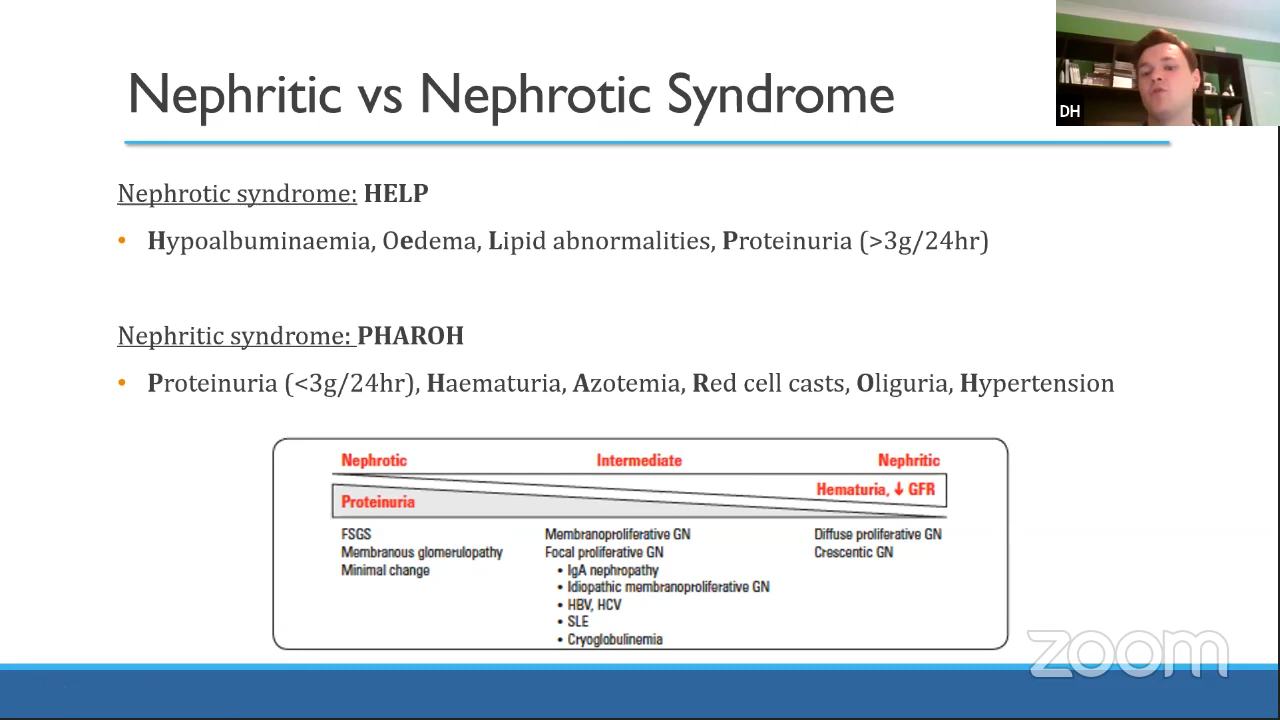 Nephritic vs Nephrotic Syndrome
DH
Nephrotic syndrome: HELP
• Hypoalbuminaemia, Oedema, Lipid abnormalities, Proteinuria (>3g/24hr)
Nephritic syndrome: PHAROH
• Proteinuria (<3g/24hr), Haematuria, Azotemia, Red cell casts, Oliguria, Hypertension
Nephrotic Intermediate Nephritic
Hematuria, ↓ GFR
Proteinuria
FSGS
Membranous glomerulopathy
Minimal change
Membranoproliferative GN
Focal proliferative GN
• IgA nephropathy
• Idiopathic membranoproliferative GN
• HBV, HCV
• SLE
• Cryoglobulinemia
Diffuse proliferative GN
Crescentic GN
zoom